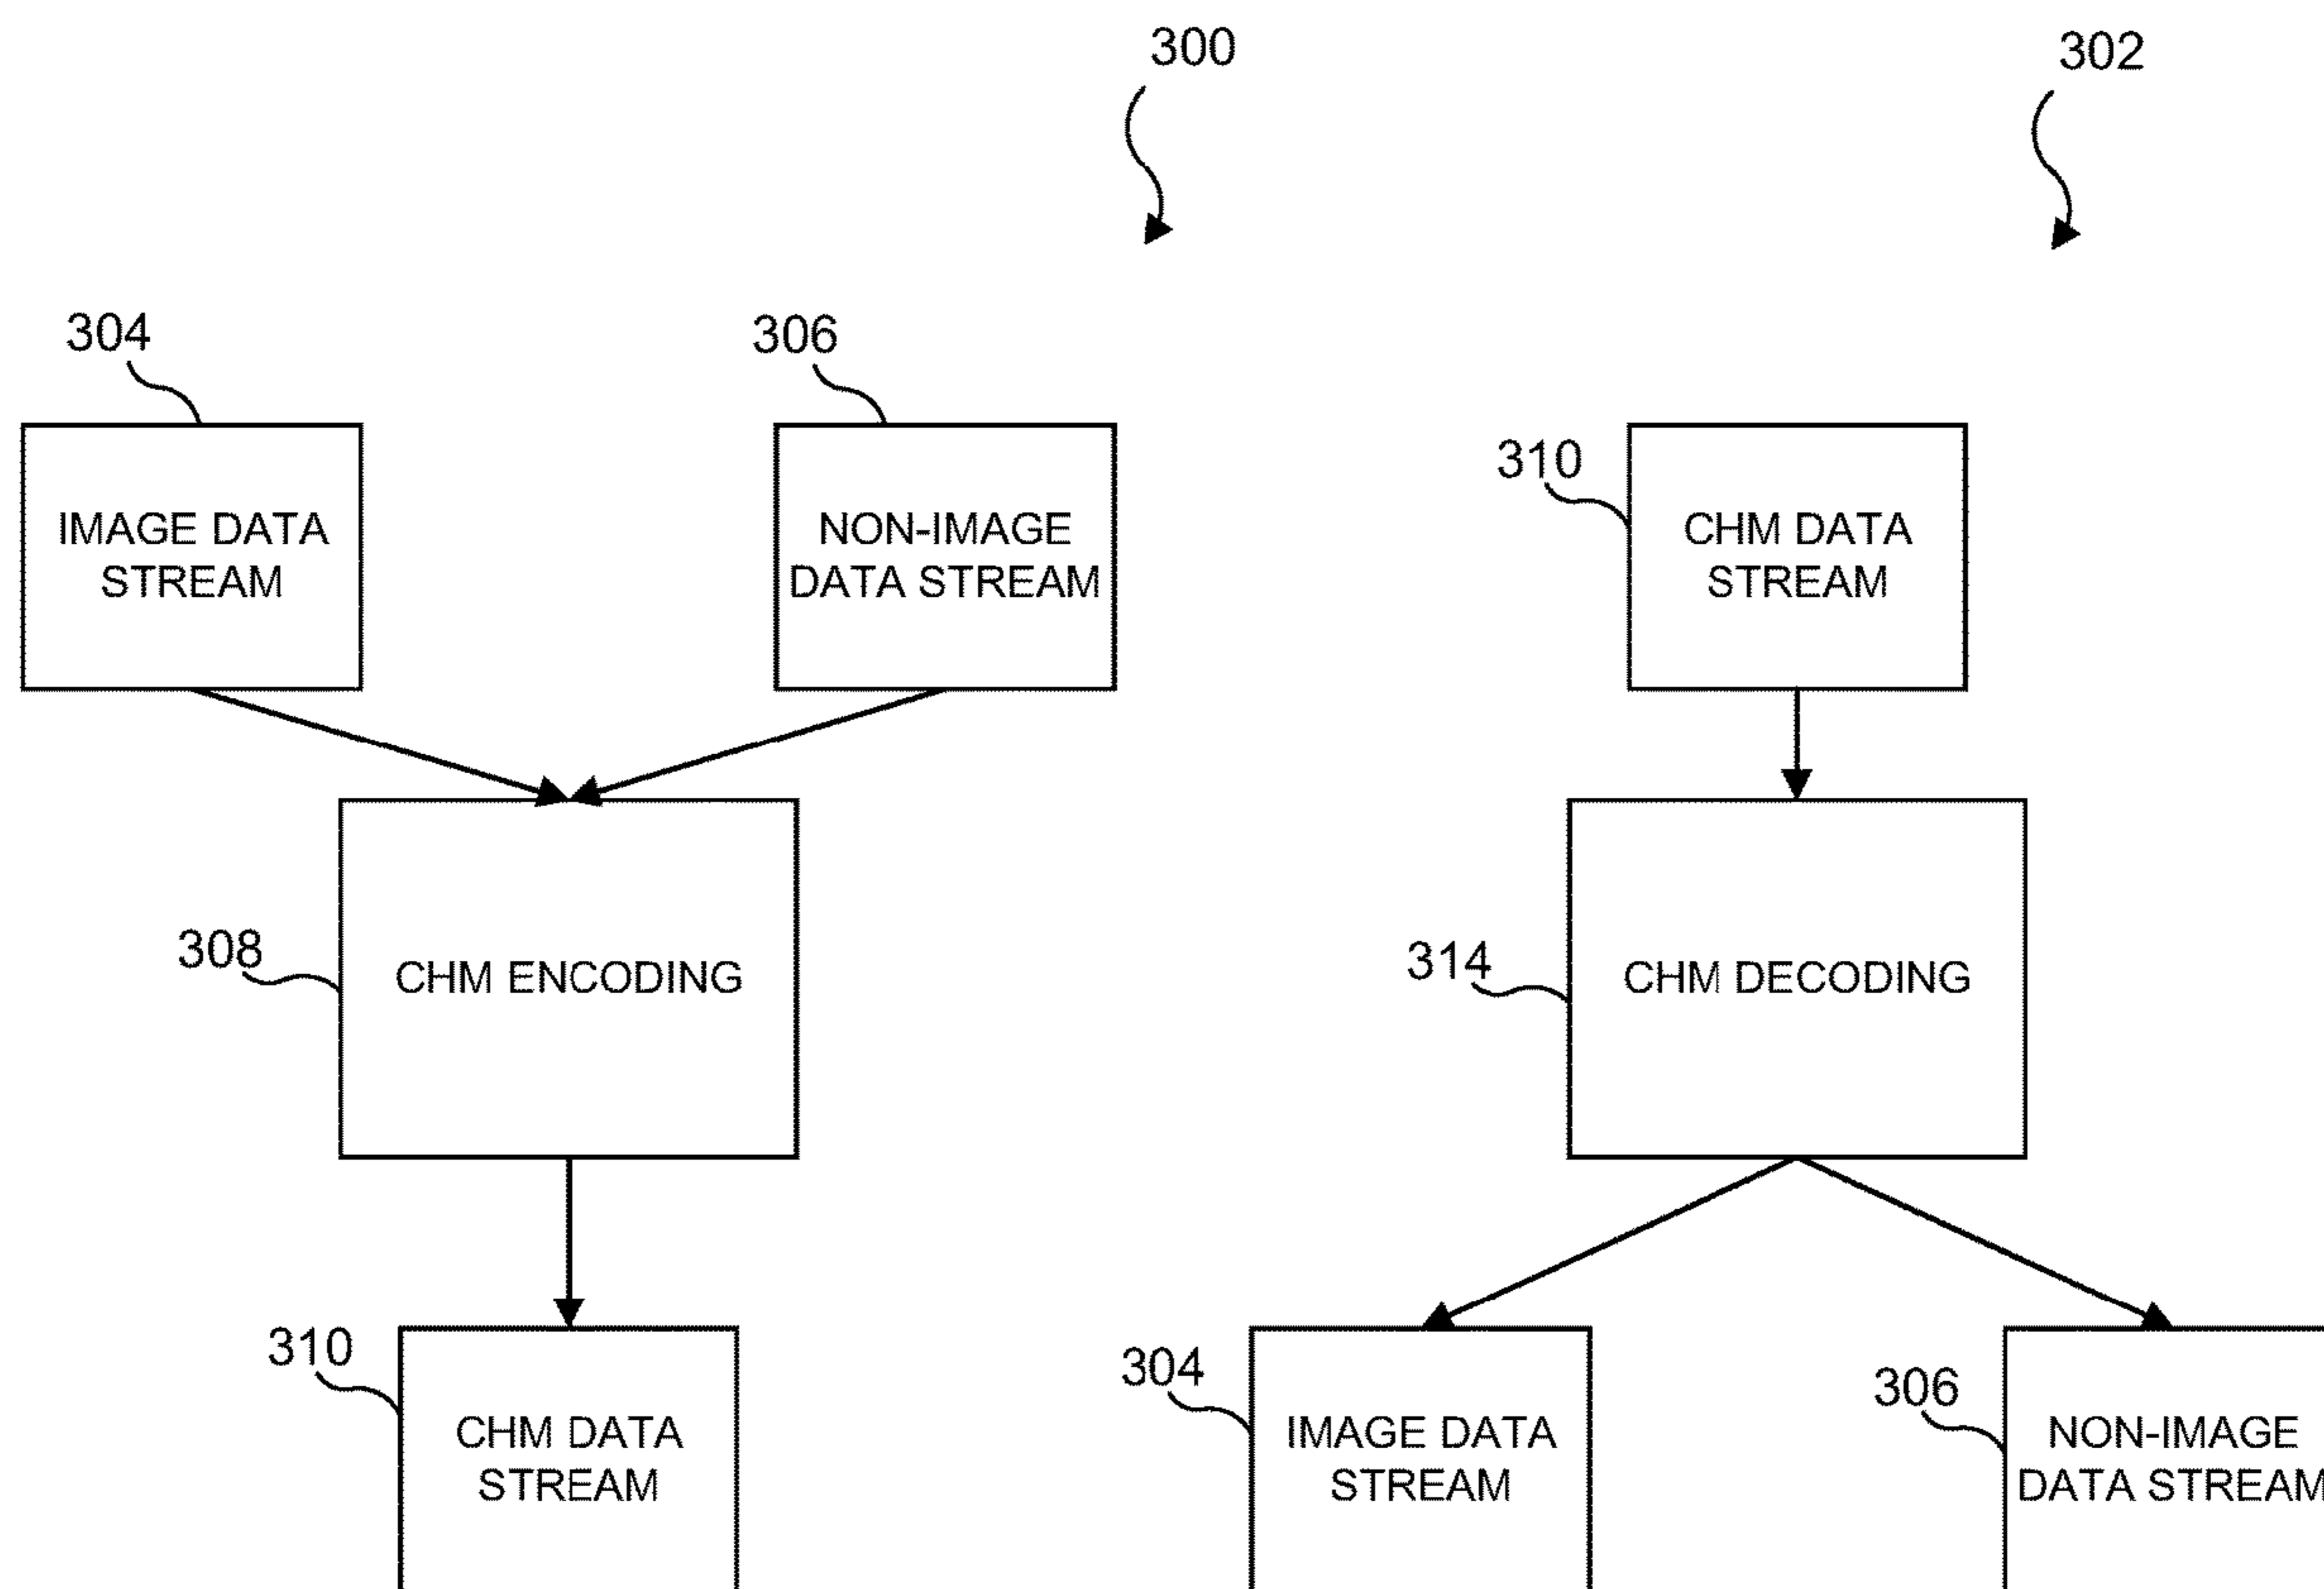 300
302
304
306
310
IMAGE DATA
STREAM
NON-IMAGE
DATA STREAM
CHM DATA
STREAM
308
CHM ENCODING
314
CHM DECODING
310
CHM DATA
STREAM
304
IMAGE DATA
STREAM
306
NON-IMAGE
DATA STREAM